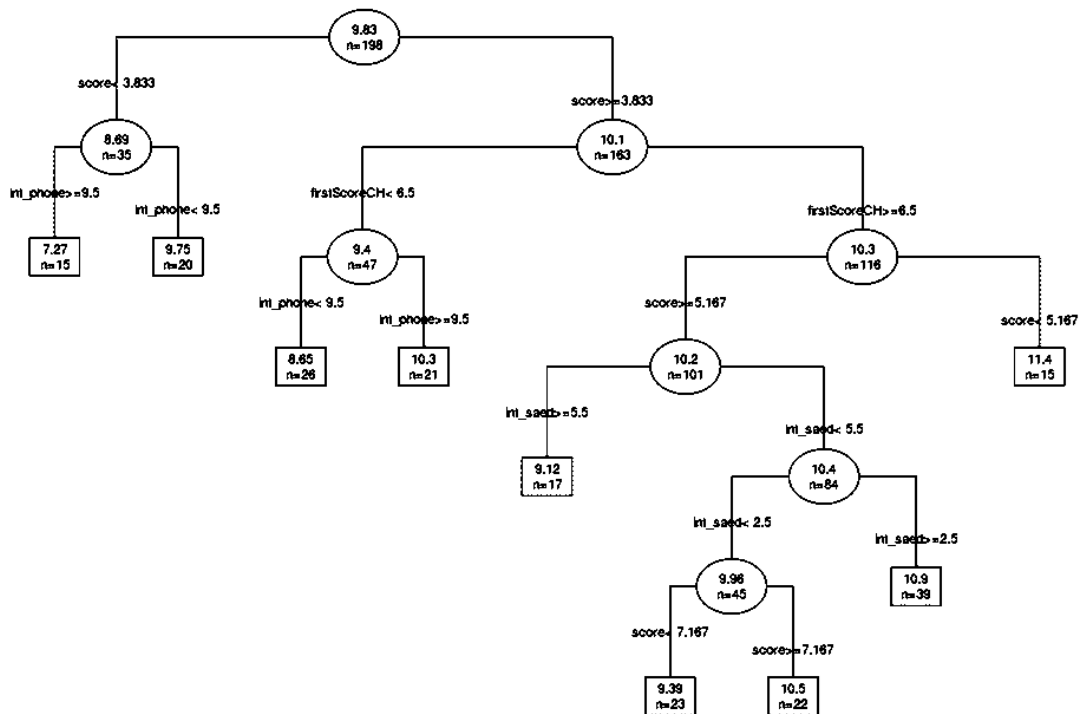 9.83
n=198
score< 3.833
score>=3.833
8.69
n=35
10.1
n=163
int_phone>=9.5
int_phone< 9.5
firstScoreCH< 6.5
firstScoreCH>=6.5
7.27
n=15
9.75
n=20
9.4
n=47
10.3
n=116
int_phone< 9.5
int_phone>=9.5
score>=5.167
score< 5.167
8.65
n=26
10.3
n=21
10.2
n=101
11.4
n=15
int_saed>=5.5
int_saed< 5.5
9.12
n=17
10.4
n=84
int_saed< 2.5
int_saed>=2.5
9.96
n=45
10.9
n=39
score< 7.167
score>=7.167
9.39
n=23
10.5
n=22